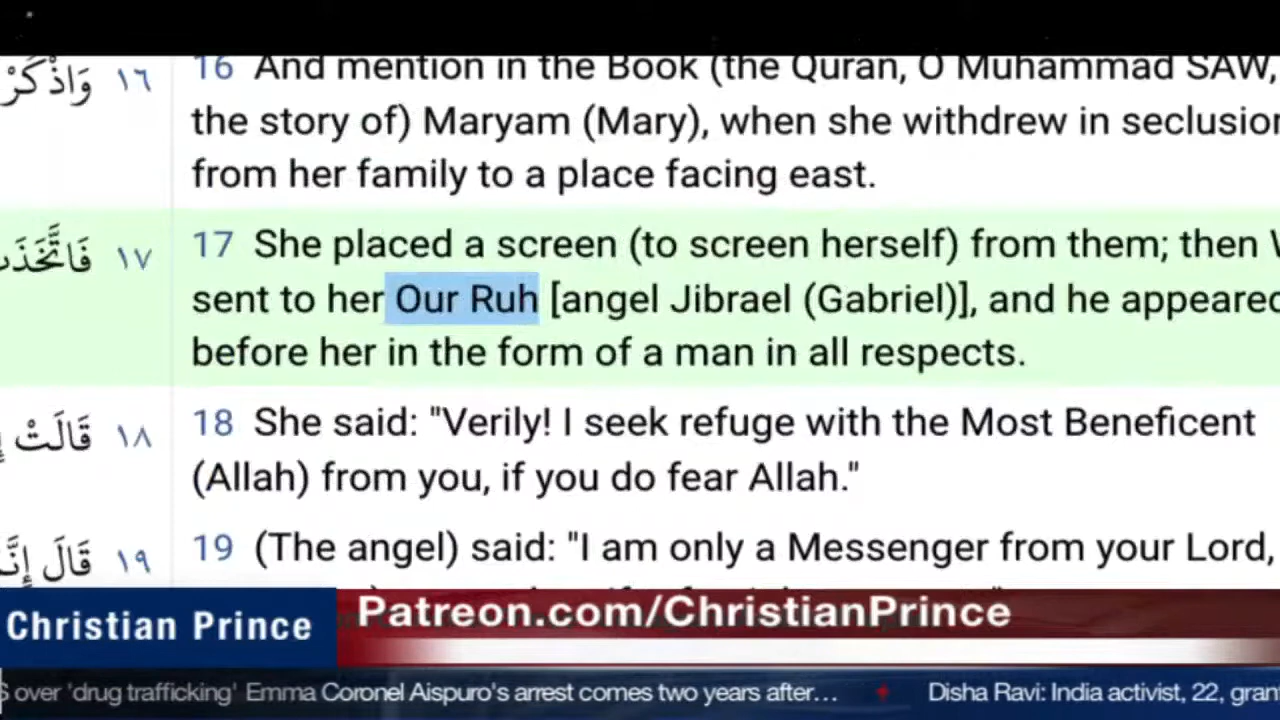 16 And mention in the Book (the Quran, O Muhammad SAW,
وَاذْكُرْ ١٦
the story of) Maryam (Mary), when she withdrew in seclusion
from her family to a place facing east.
17 She placed a screen (to screen herself) from them; then
١٧
sent to her Our Ruh [angel Jibrael (Gabriel)], and he appeared
before her in the form of a man in all respects.
18 She said: "Verily! I seek refuge with the Most Beneficent
قَالَتْ ١٨
(Allah) from you, if you do fear Allah."
19 (The angel) said: "I am only a Messenger from your Lord,
قَالَ إِنَّ ١٩
Christian Prince
Patreon.com/ChristianPrince
S over 'drug trafficking' Emma Coronel Aispuro's arrest comes two years after... Disha Ravi: India activist, 22, gran